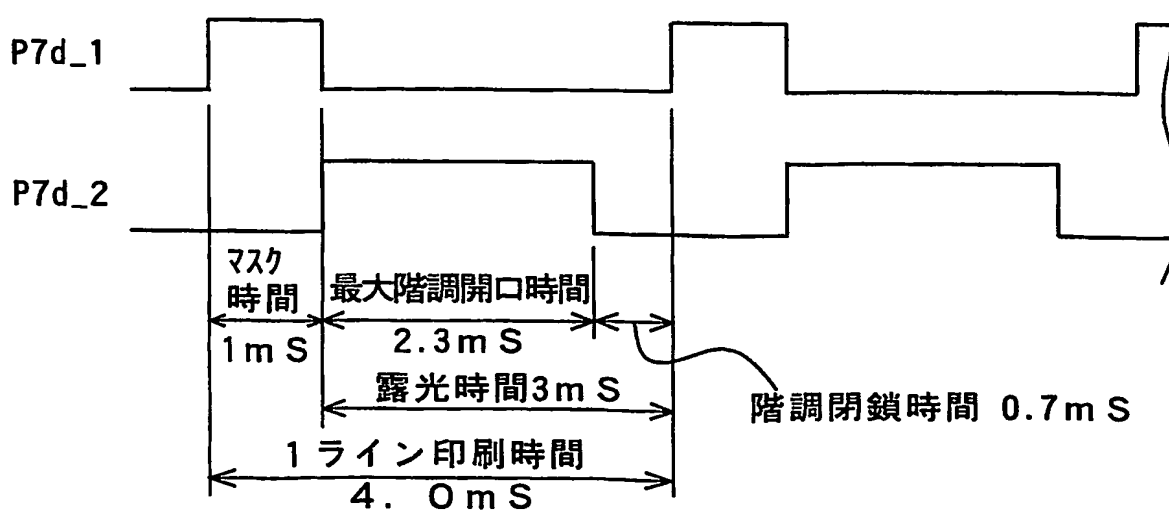 P7d_1
P7d_2
マスク
時間
1mS
最大階調開口時間
2.3mS
露光時間3mS
階調閉鎖時間 0.7mS
1ライン印刷時間
4. 0mS